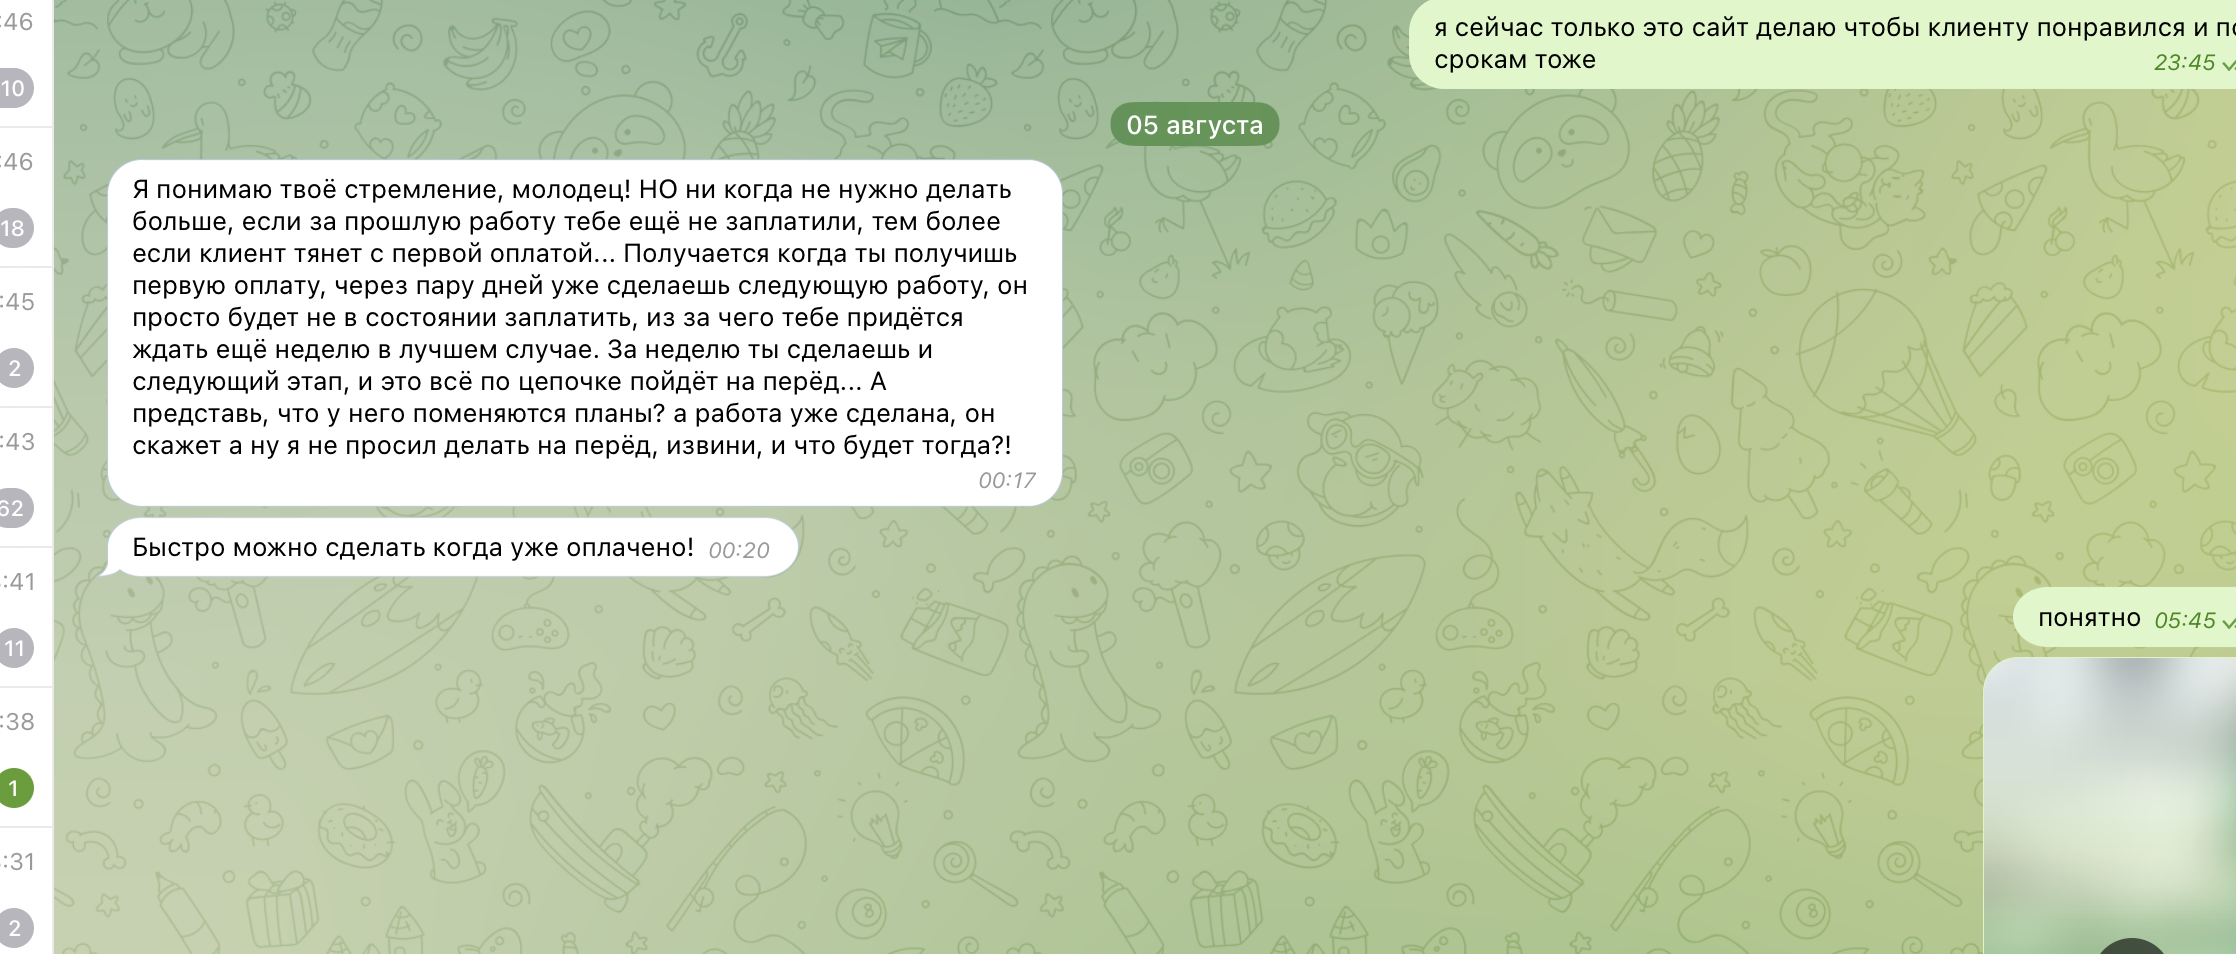 :46
10
:46
18
:45
2
:43
62
:41
11
:38
1
:31
2
я сейчас только это сайт делаю чтобы клиенту понравился и
срокам тоже
23:45
05 августа
Я понимаю твоё стремление, молодец! НО ни когда не нужно делать
больше, если за прошлую работу тебе ещё не заплатили, тем более
если клиент тянет с первой оплатой... Получается когда ты получишь
первую оплату, через пару дней уже сделаешь следующую работу, он
просто будет не в состоянии заплатить, из за чего тебе придётся
ждать ещё неделю в лучшем случае. За неделю ты сделаешь и
следующий этап, и это всё по цепочке пойдёт на перёд... А
представь, что у него поменяются планы? а работа уже сделана, он
скажет а ну я не просил делать на перёд, извини, и что будет тогда?!
00:17
Быстро можно сделать когда уже оплачено! 00:20
понятно 05:45